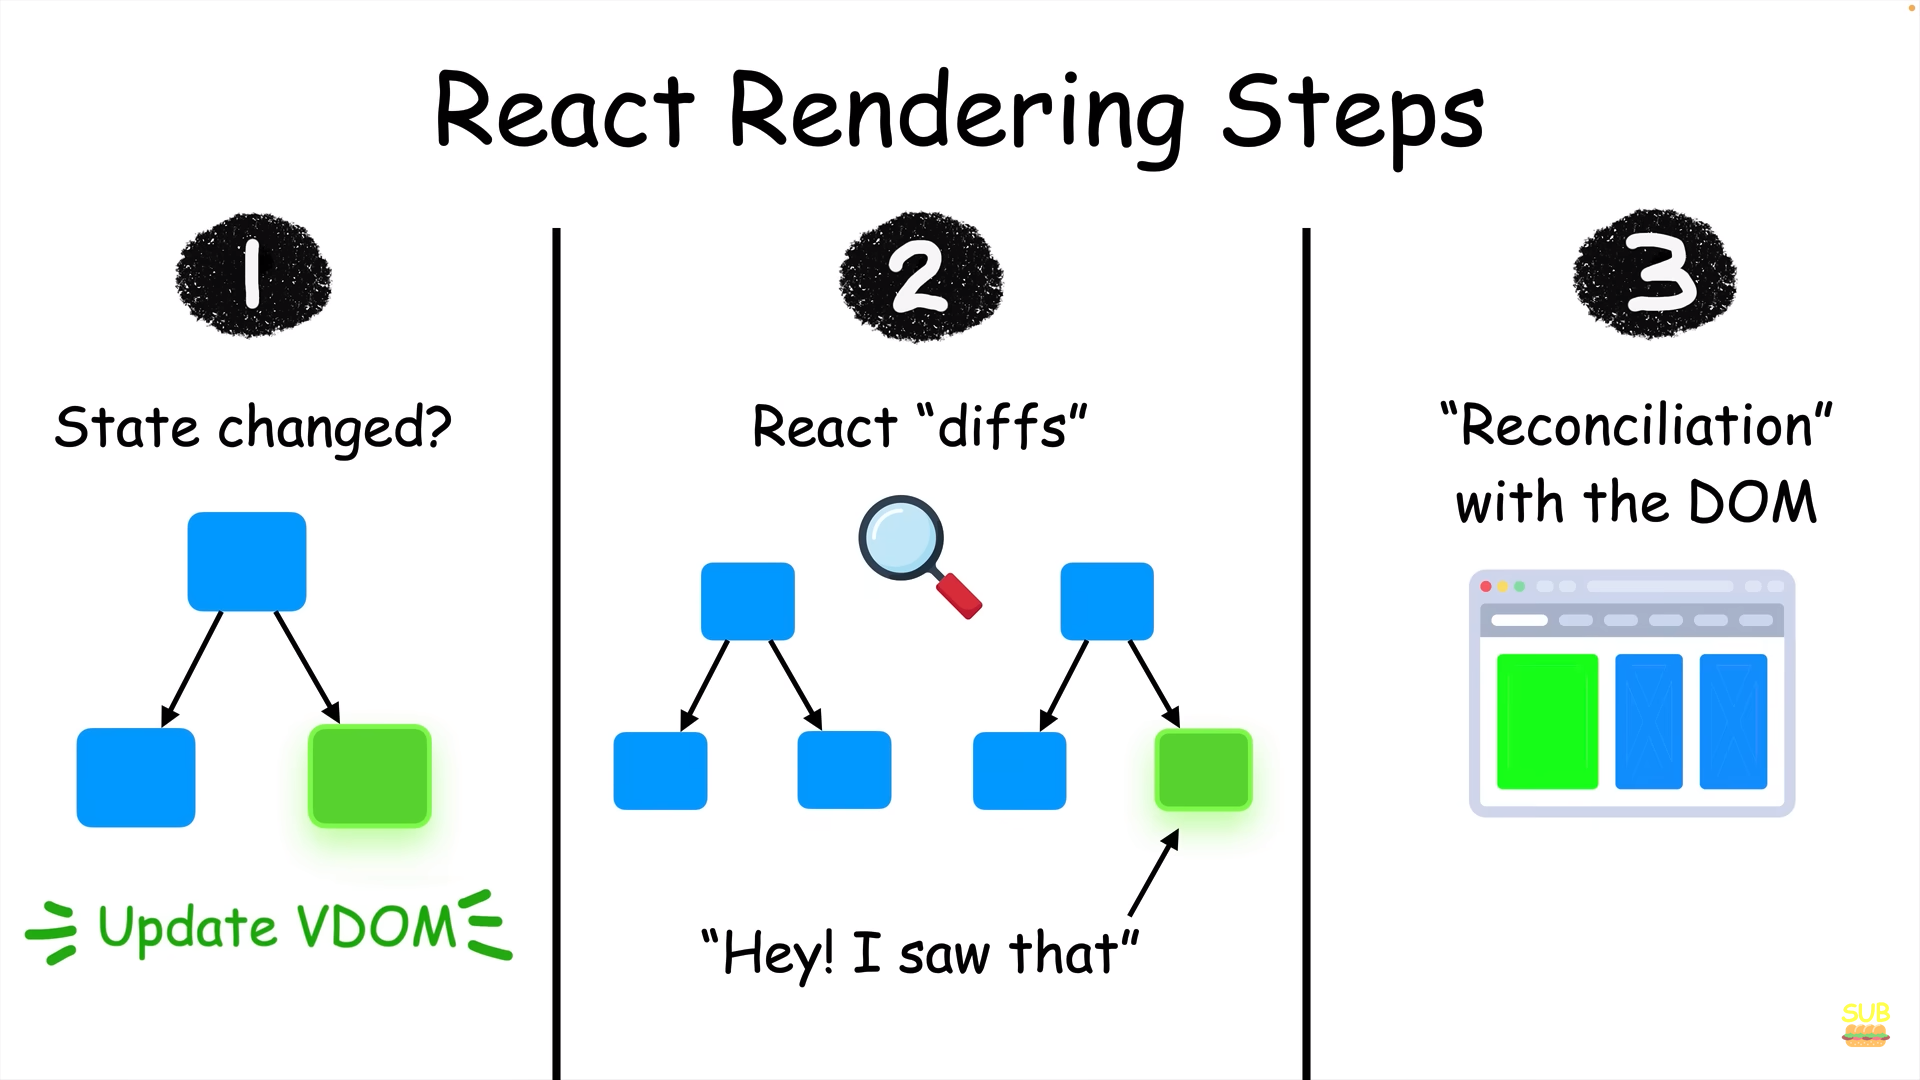 React Rendering Steps
1
State changed?
Update VDOM
2
React “diffs”
“Hey! I saw that”
3
“Reconciliation”
with the DOM
SUB